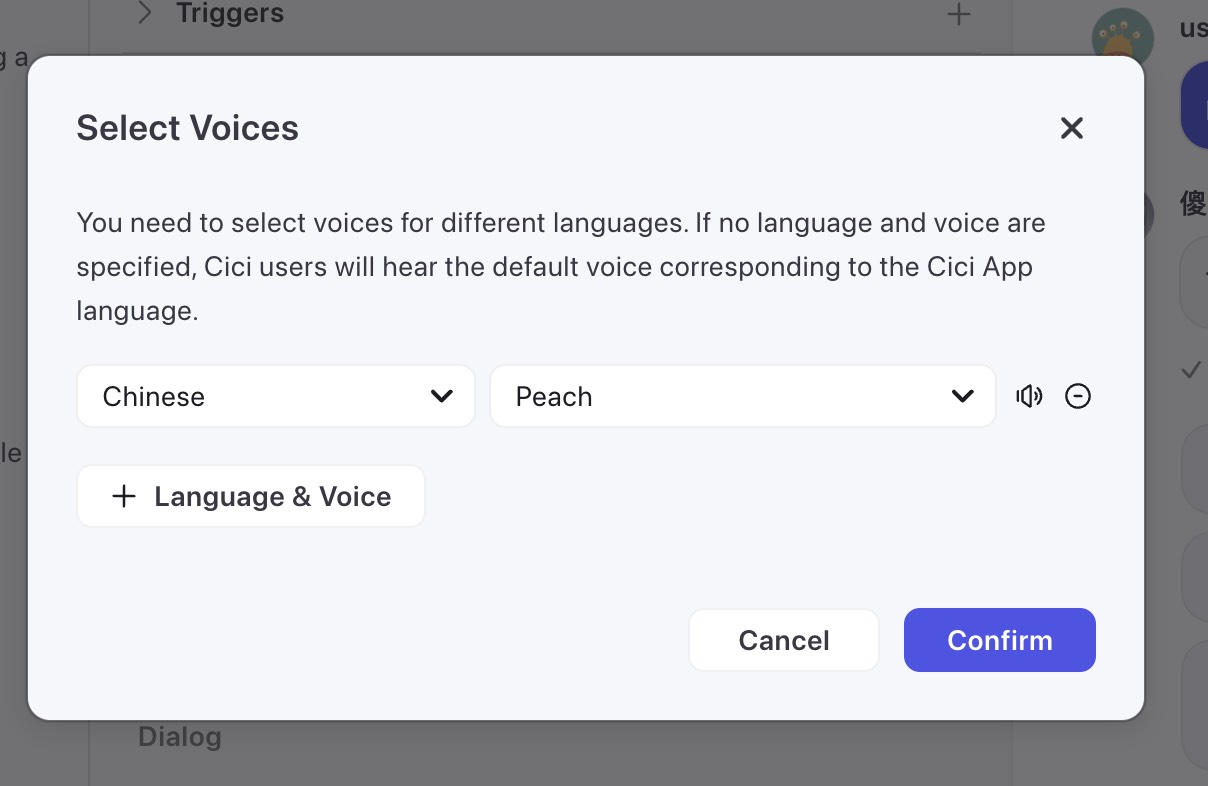 Triggers
us
g a
Select Voices
You need to select voices for different languages. If no language and voice are
specified, Cici users will hear the default voice corresponding to the Cici App
language.
傻
Chinese
Peach
le
Language & Voice
Cancel
Confirm
Dialog